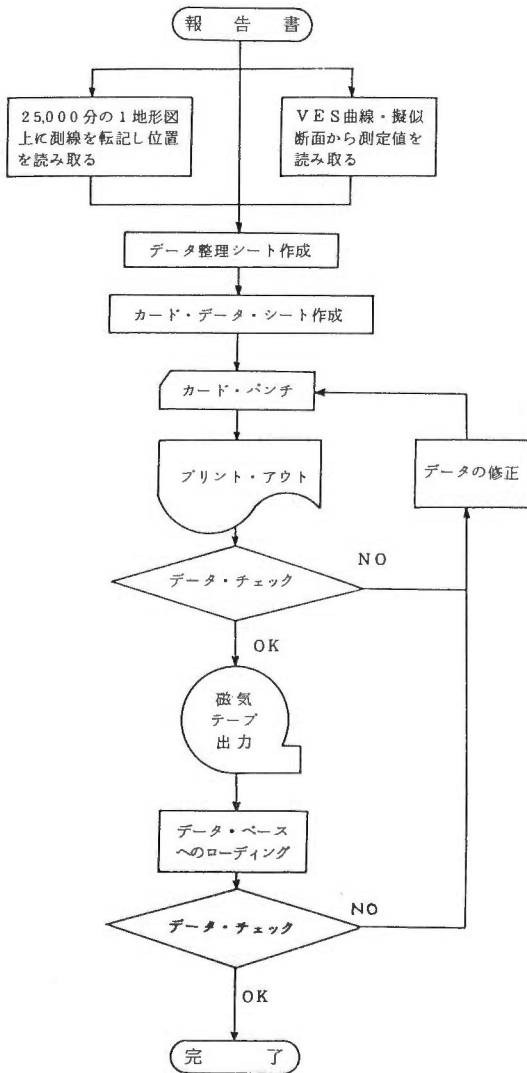 報告書
25,000分の1地形図
上に測線を転記し位置
を読み取る
VES曲線・擬似
断面から測定値を
読み取る
データ整理シート作成
カード・データ・シート作成
カード・パンチ
プリント・アウト
データの修正
データ・チェック
NO
OK
磁気
テープ
出力
データ・ベース
へのローディング
データ・チェック
NO
OK
完了